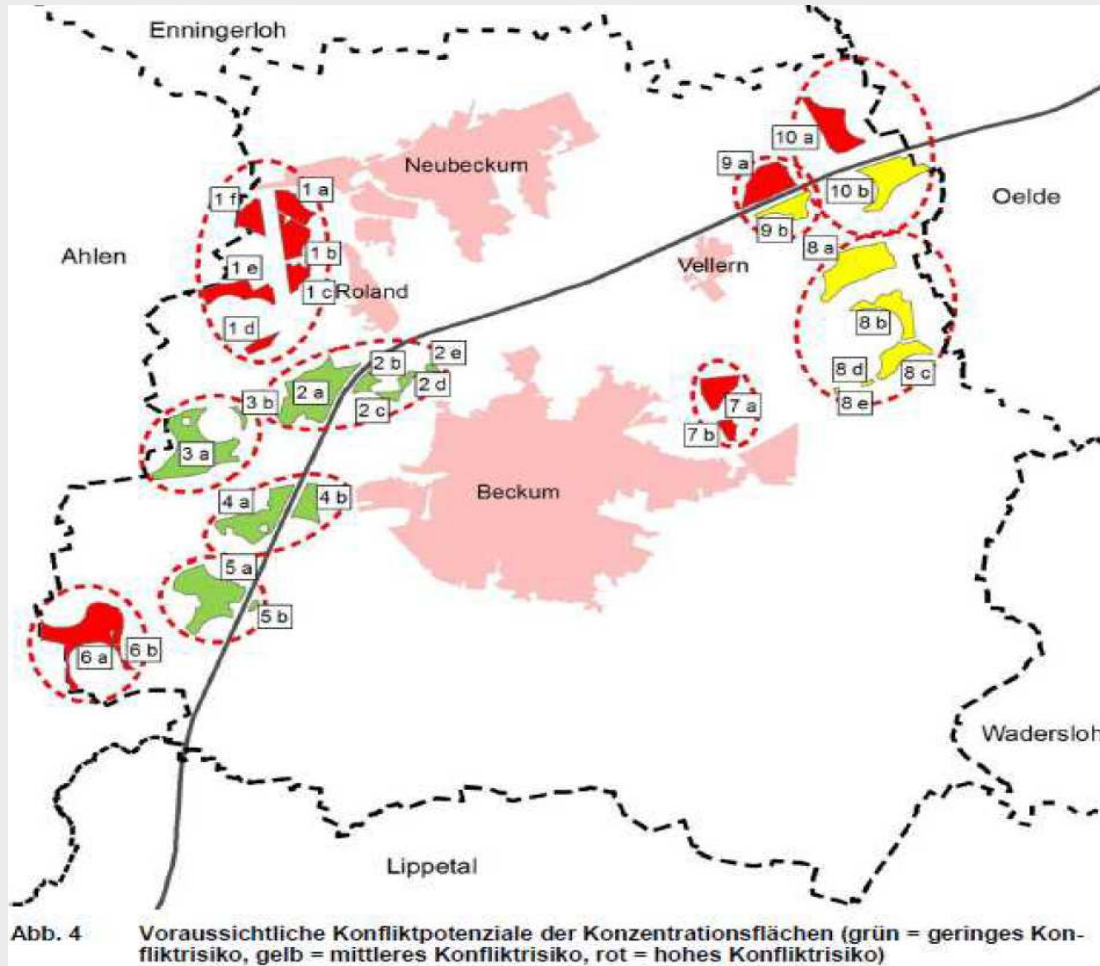 Enningerloh
10 a
Neubeckum
9 a
1 f
1 a
10 b
Oelde
9 b
Ahlen
1 b
8 a
1 e
Vellern
1 c
Roland
8 b
1 d
2 b
2 e
8 d
8 c
2 a
2 d
3 b
2 c
8 e
7 a
7 b
3 a
Beckum
4 a
4 b
5 a
5 b
6 a
6 b
Wadersloh
Lippetal
Abb. 4 Voraussichtliche Konfliktpotenziale der Konzentrationsflächen (grün = geringes Kon-
fliktrisiko, gelb = mittleres Konfliktrisiko, rot = hohes Konfliktrisiko)